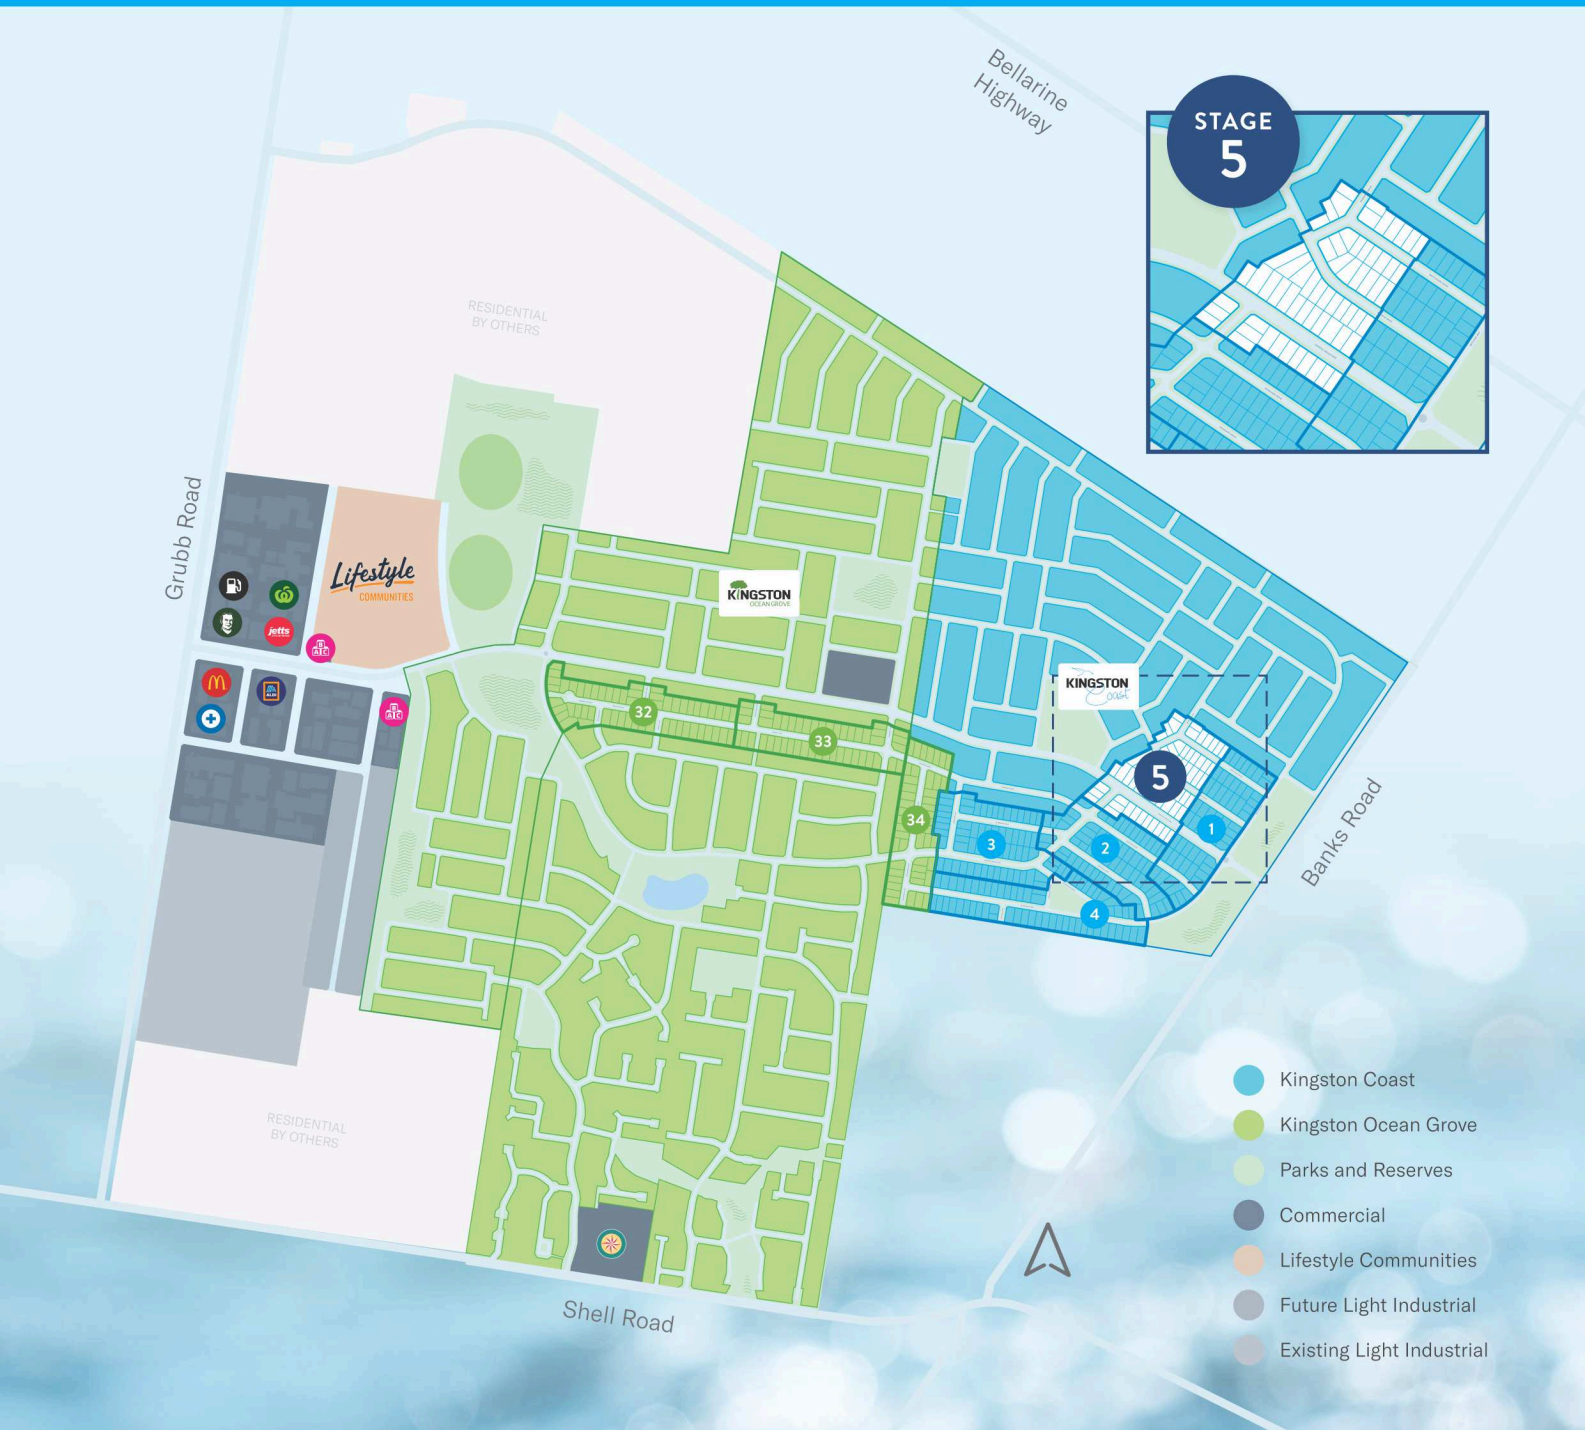 Bellarine
Highway
STAGE
5
RESIDENTIAL
BY OTHERS
Grubb Road
Lifestyle
COMMUNITIES
jetts
KINGSTON
OCEAN GROVE
KINGSTON
Coast
32
33
34
5
1
2
3
4
Banks Road
RESIDENTIAL
BY OTHERS
Shell Road
Kingston Coast
Kingston Ocean Grove
Parks and Reserves
Commercial
Lifestyle Communities
Future Light Industrial
Existing Light Industrial